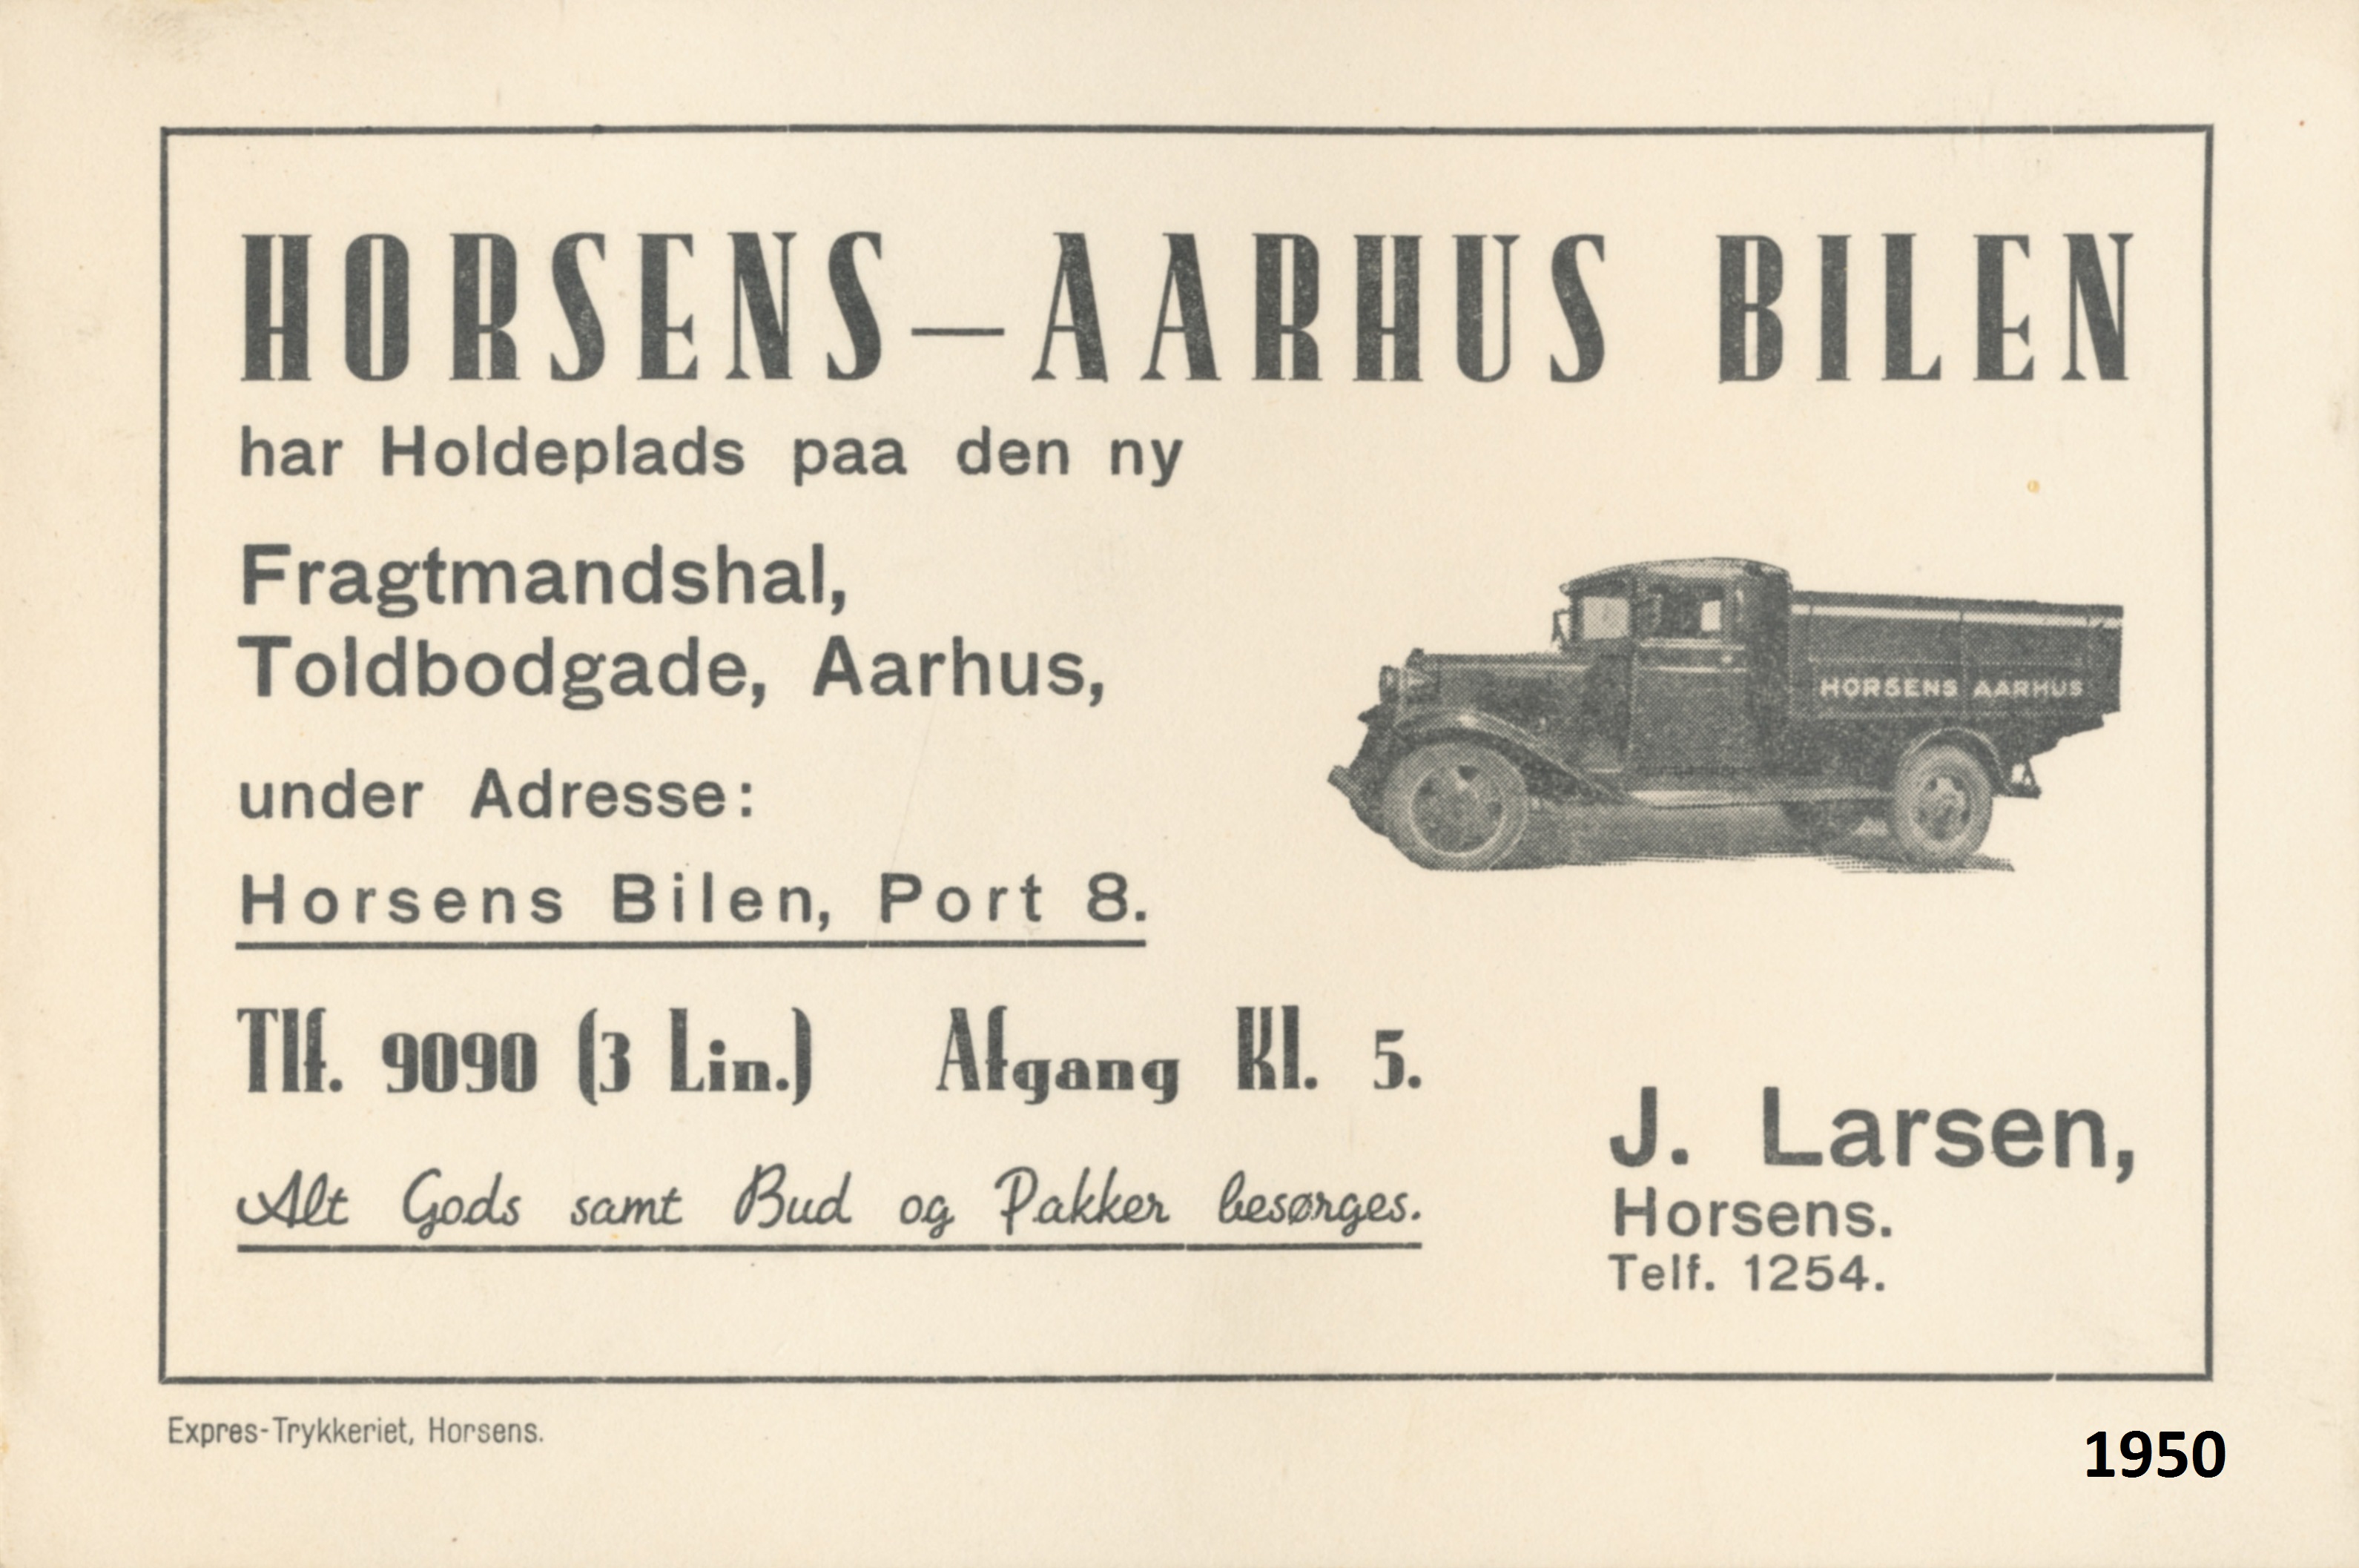 HORSENS—AARHUS BILEN
har Holdeplads paa den ny
Fragtmandshal,
Toldbodgade, Aarhus,
HORSENS AARHUS
under Adresse:
Horsens Bilen, Port 8.
Tlf. 9090 (3 Lin.) Afgang Kl. 5.
Alt Gods samt Bud og Pakker besørges.
J. Larsen,
Horsens.
Telf. 1254.
Expres-Trykkeriet, Horsens.
1950